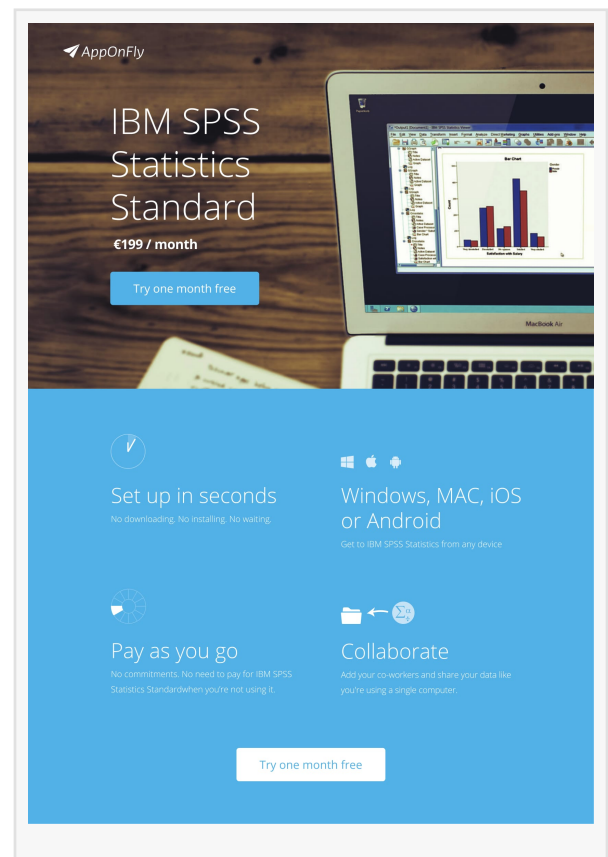 AppOnFly
IBM SPSS
Statistics
Standard
€199 / month
Try one month free
Bar Chart
Count
Satisfaction with Salary
MacBook Air
Set up in seconds
No downloading. No installing. No waiting.
Windows, MAC, iOS
or Android
Get to IBM SPSS Statistics from any device
Pay as you go
No commitments. No need to pay for IBM SPSS
Statistics Standardwhen you're not using it.
Collaborate
Add your co-workers and share your data like
you're using a single computer.
Try one month free